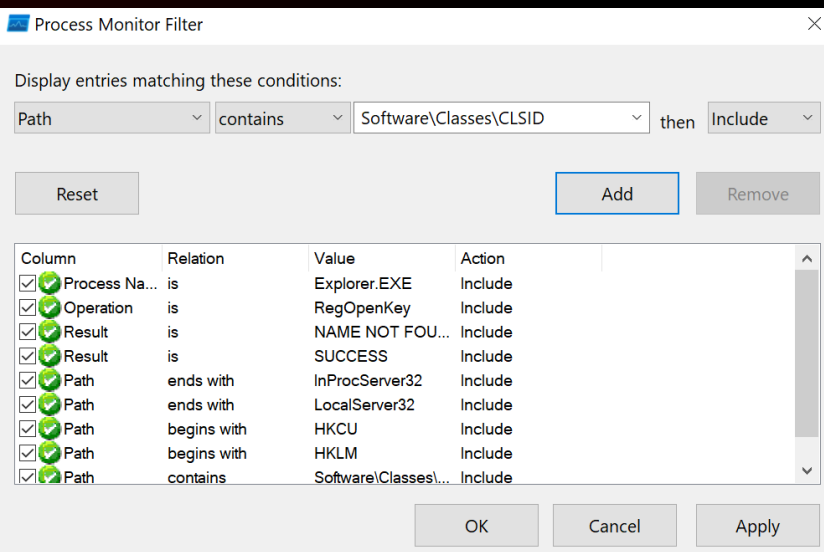 Process Monitor Filter
Display entries matching these conditions:
Path contains Software\Classes\CLSID then Include
Reset Add Remove
Column Relation Value Action
Process Na... is Explorer.EXE Include
Operation is RegOpenKey Include
Result is NAME NOT FOU... Include
Result is SUCCESS Include
Path ends with InProcServer32 Include
Path ends with LocalServer32 Include
Path begins with HKCU Include
Path begins with HKLM Include
Path contains Software\Classes\... Include
OK Cancel Apply